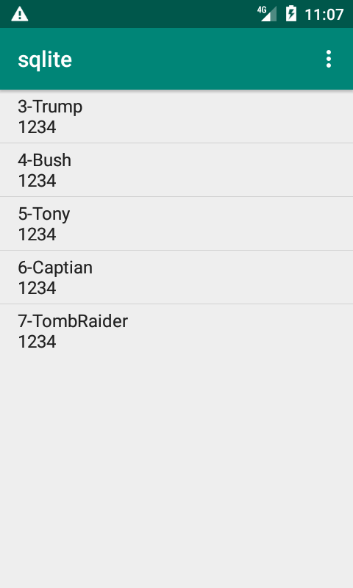 4G 11:07
sqlite
3-Trump
1234
4-Bush
1234
5-Tony
1234
6-Captian
1234
7-TombRaider
1234